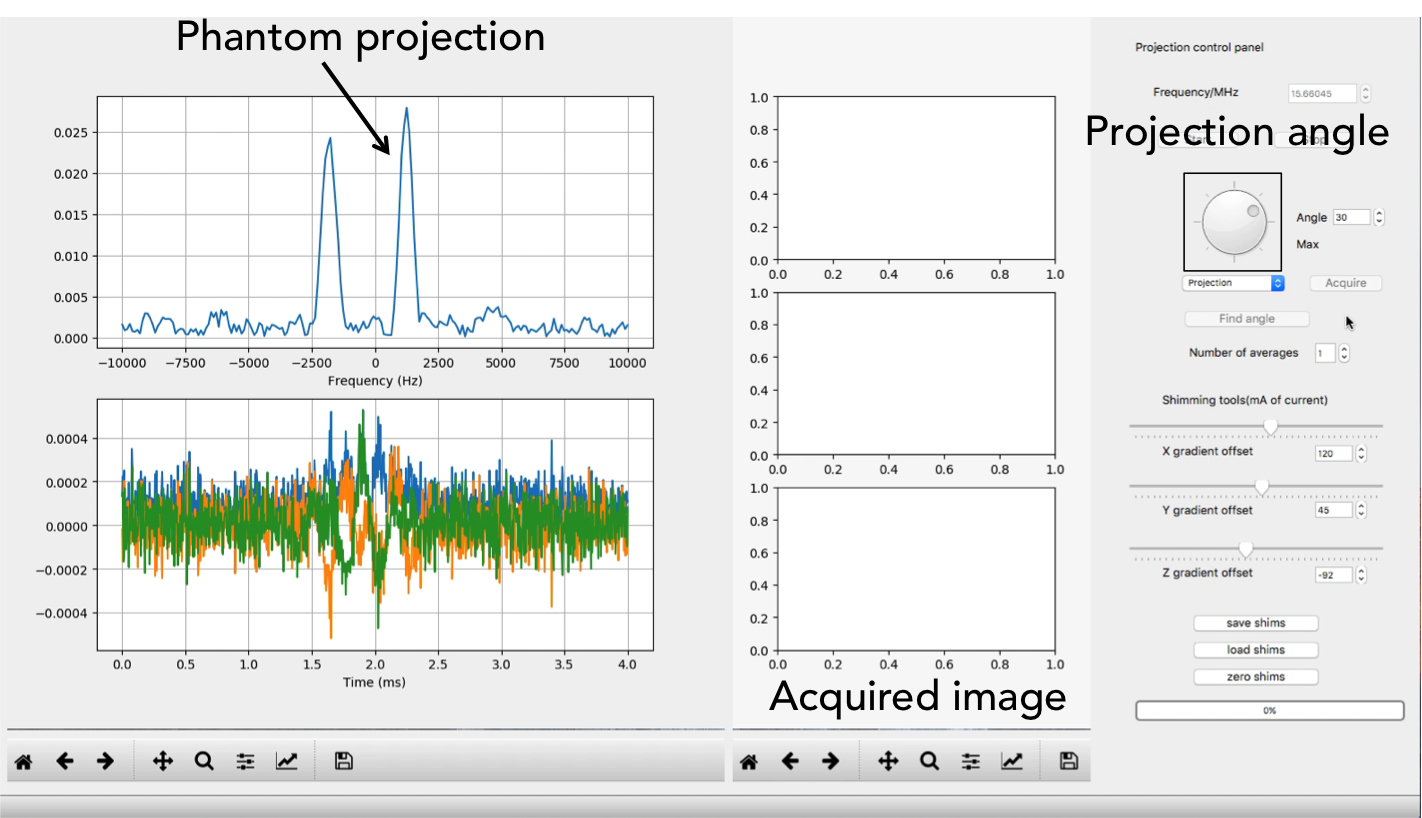 Phantom projection
0.025
0.020
0.015
0.010
0.005
0.000
−10000 −7500 −5000 −2500 0 2500 5000 7500 10000
Frequency (Hz)
0.0004
0.0002
0.0000
−0.0002
−0.0004
0.0 0.5 1.0 1.5 2.0 2.5 3.0 3.5 4.0
Time (ms)
1.0
0.8
0.6
0.4
0.2
0.0
0.0 0.2 0.4 0.6 0.8 1.0
1.0
0.8
0.6
0.4
0.2
0.0
0.0 0.2 0.4 0.6 0.8 1.0
1.0
0.8
0.6
0.4
0.2
0.0
0.0 0.2 0.4 0.6 0.8 1.0
Acquired image
Projection control panel
Frequency/MHz 15.66045
Projection angle
Angle 30
Max
Projection Acquire
Find angle
Number of averages 1
Shimming tools(mA of current)
X gradient offset 120
Y gradient offset 45
Z gradient offset -92
save shims
load shims
zero shims
0%